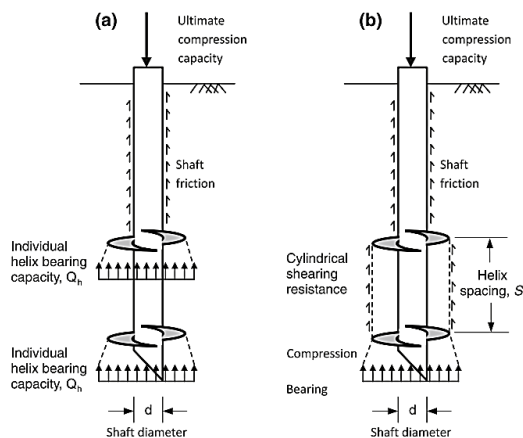 (a)
Ultimate
compression
capacity
Shaft
friction
Individual
helix bearing
capacity, Qh
Individual
helix bearing
capacity, Qh
d
Shaft diameter
(b)
Ultimate
compression
capacity
Shaft
friction
Cylindrical
shearing
resistance
Helix
spacing, S
Compression
Bearing
d
Shaft diameter